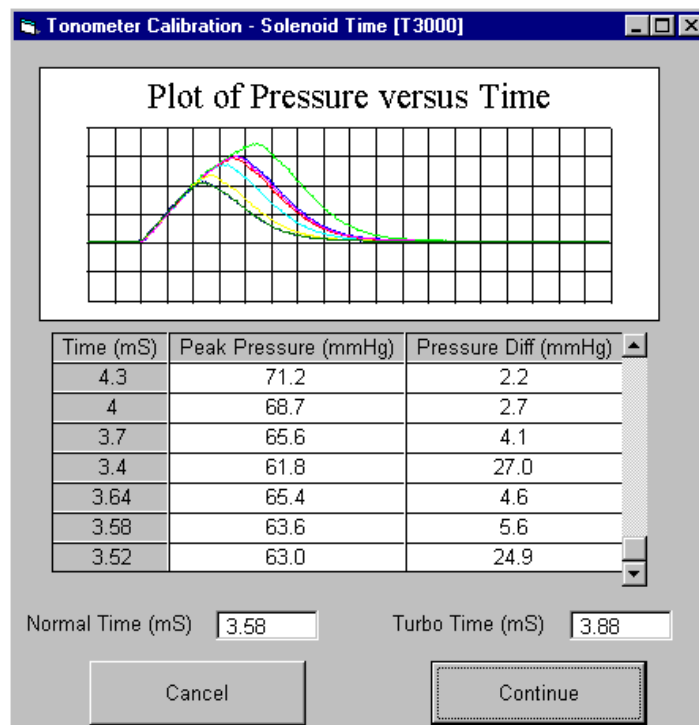 Tonometer Calibration - Solenoid Time [T3000]
Plot of Pressure versus Time
Time (mS) Peak Pressure (mmHg) Pressure Diff (mmHg)
4.3 71.2 2.2
4 68.7 2.7
3.7 65.6 4.1
3.4 61.8 27.0
3.64 65.4 4.6
3.58 63.6 5.6
3.52 63.0 24.9
Normal Time (mS) 3.58 Turbo Time (mS) 3.88
Cancel Continue